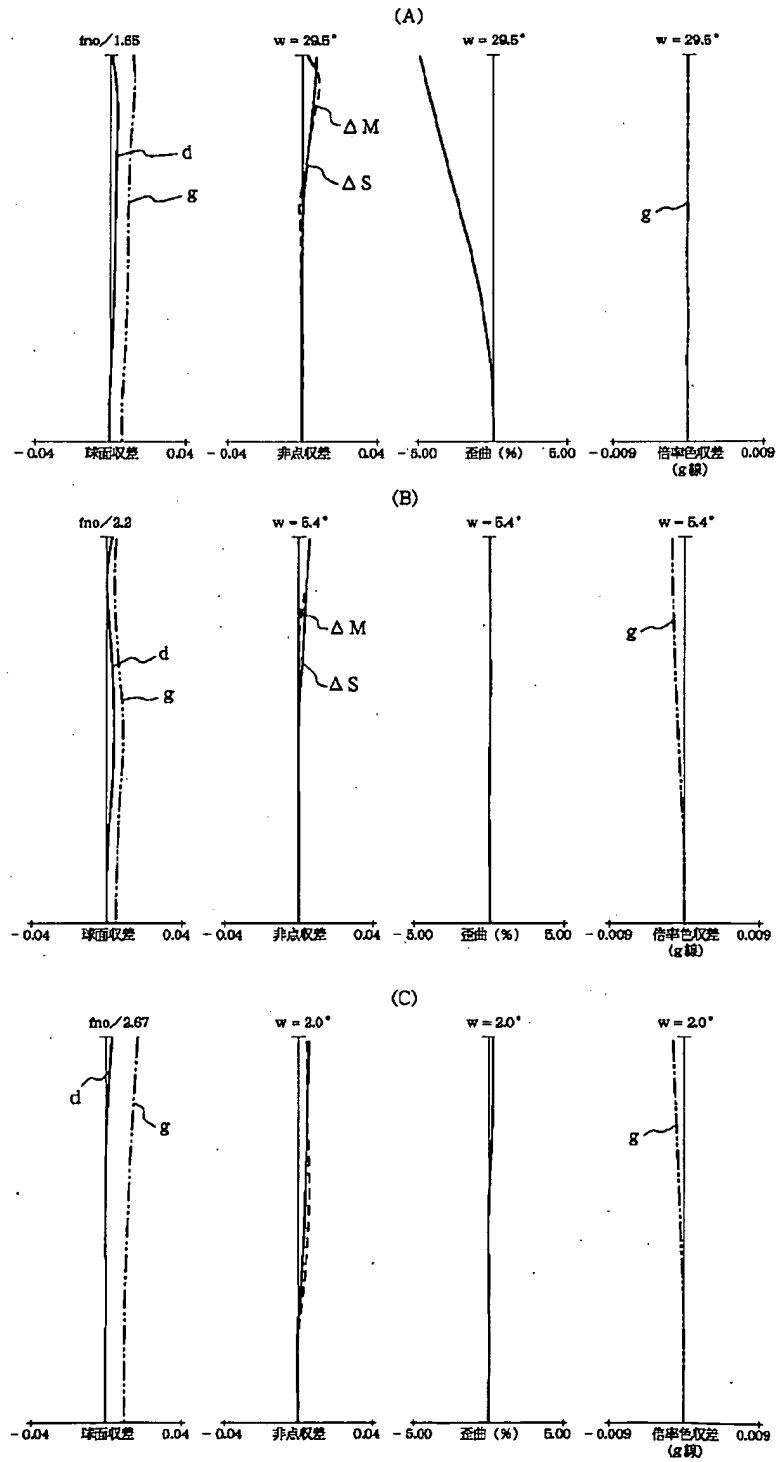 (A)
fno/1.65 w = 29.5° w = 29.5° w = 29.5°
ΔM
d
ΔS
g
g
-0.04 球面収差 0.04 -0.04 非点収差 0.04 -5.00 歪曲 (%) 5.00 -0.009 倍率色収差 0.009
(g線)
(B)
fno/2.2 w = 5.4° w = 5.4° w = 5.4°
ΔM
g
d
ΔS
g
-0.04 球面収差 0.04 -0.04 非点収差 0.04 -5.00 歪曲 (%) 5.00 -0.009 倍率色収差 0.009
(g線)
(C)
fno/2.67 w = 2.0° w = 2.0° w = 2.0°
d
g
g
-0.04 球面収差 0.04 -0.04 非点収差 0.04 -5.00 歪曲 (%) 5.00 -0.009 倍率色収差 0.009
(g線)